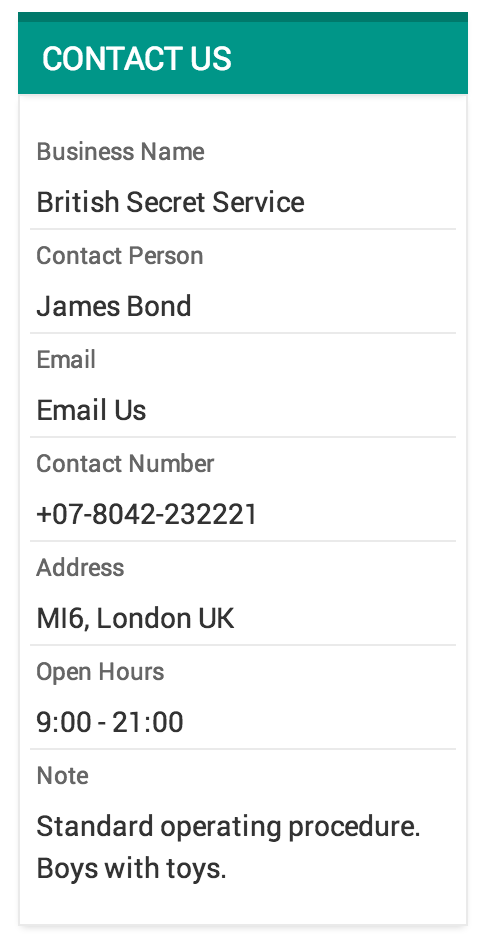 CONTACT US
Business Name
British Secret Service
Contact Person
James Bond
Email
Email Us
Contact Number
+07-8042-232221
Address
MI6, London UK
Open Hours
9:00 - 21:00
Note
Standard operating procedure.
Boys with toys.